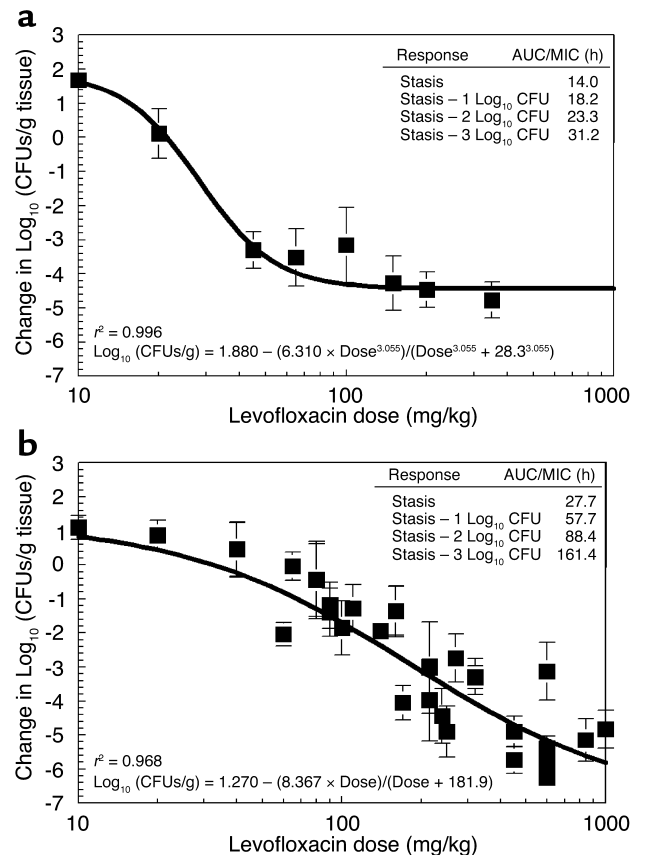 a
3
2
1
0
-1
-2
-3
-4
-5
-6
-7
Change in Log10 (CFUs/g tissue)
Response AUC/MIC (h)
Stasis 14.0
Stasis – 1 Log10 CFU 18.2
Stasis – 2 Log10 CFU 23.3
Stasis – 3 Log10 CFU 31.2
r2 = 0.996
Log10 (CFUs/g) = 1.880 – (6.310 × Dose3.055)/(Dose3.055 + 28.33.055)
10 100 1000
Levofloxacin dose (mg/kg)
b
3
2
1
0
-1
-2
-3
-4
-5
-6
-7
Change in Log10 (CFUs/g tissue)
Response AUC/MIC (h)
Stasis 27.7
Stasis – 1 Log10 CFU 57.7
Stasis – 2 Log10 CFU 88.4
Stasis – 3 Log10 CFU 161.4
r2 = 0.968
Log10 (CFUs/g) = 1.270 – (8.367 × Dose)/(Dose + 181.9)
10 100 1000
Levofloxacin dose (mg/kg)